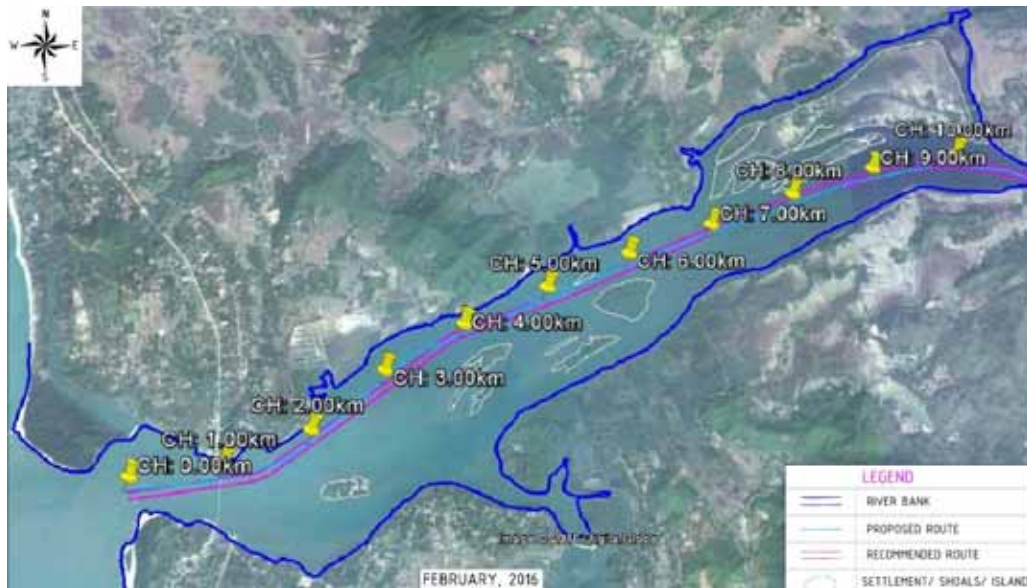 N
W E
S
CH: 10.00km
CH: 9.00km
CH: 8.00km
CH: 7.00km
CH: 6.00km
CH: 5.00km
CH: 4.00km
CH: 3.00km
CH: 2.00km
CH: 1.00km
CH: 0.00km
LEGEND
RIVER BANK
PROPOSED ROUTE
RECOMMENDED ROUTE
SETTLEMENT/ SHOALS/ ISLAND
Image
FEBRUARY, 2016